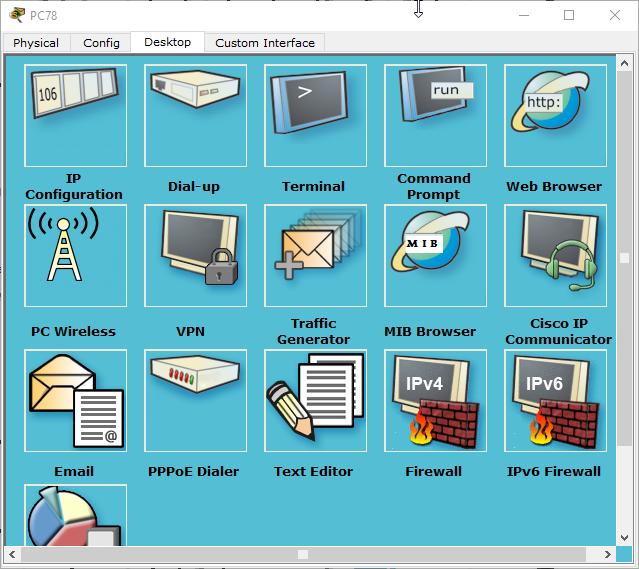 PC78
Physical Config Desktop Custom Interface
106
>
run
http:
IP
Configuration
Dial-up
Terminal
Command
Prompt
Web Browser
MIB
PC Wireless
VPN
Traffic
Generator
MIB Browser
Cisco IP
Communicator
@
IPv4
IPv6
Email
PPPoE Dialer
Text Editor
Firewall
IPv6 Firewall